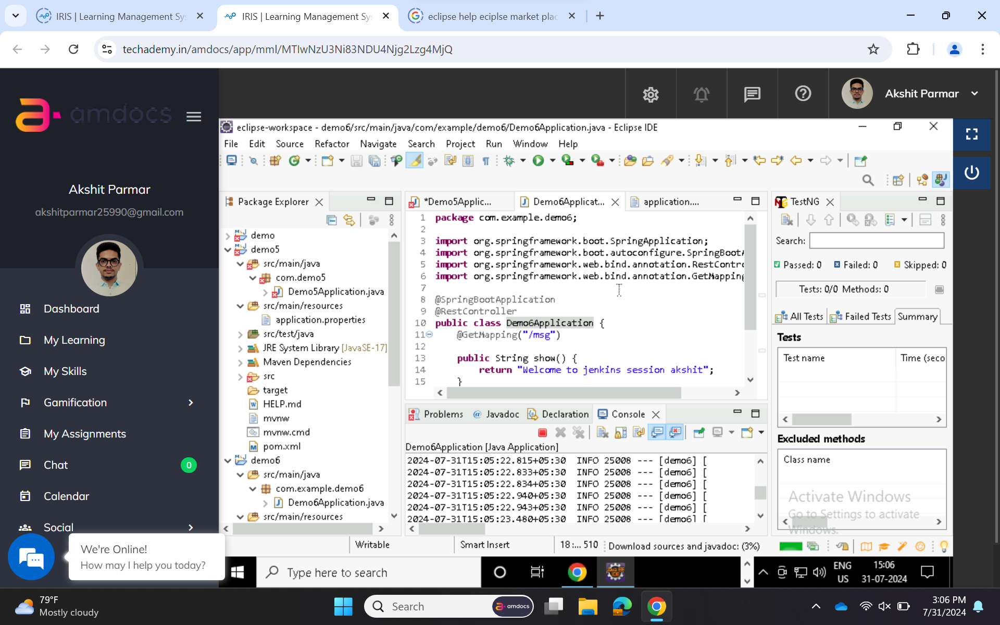 IRIS | Learning Management Sys
IRIS | Learning Management Sys
eclipse help eciplse market plac
techademy.in/amdocs/app/mml/MTIwNzU3Ni83NDU4Njg2Lzg4MjQ
amdocs
Akshit Parmar
Akshit Parmar
akshitparmar25990@gmail.com
Dashboard
My Learning
My Skills
Gamification
My Assignments
Chat
0
Calendar
Social
We're Online!
How may I help you today?
eclipse-workspace - demo6/src/main/java/com/example/demo6/Demo6Application.java - Eclipse IDE
File Edit Source Refactor Navigate Search Project Run Window Help
Package Explorer
demo
demo5
src/main/java
com.demo5
Demo5Application.java
src/main/resources
application.properties
src/test/java
JRE System Library [JavaSE-17]
Maven Dependencies
src
target
HELP.md
mvnw
mvnw.cmd
pom.xml
demo6
src/main/java
com.example.demo6
Demo6Application.java
src/main/resources
*Demo5Applic...
Demo6Applicat...
application....
1 package com.example.demo6;
2
3 import org.springframework.boot.SpringApplication;
4 import org.springframework.boot.autoconfigure.SpringBootA
5 import org.springframework.web.bind.annotation.RestContro
6 import org.springframework.web.bind.annotation.GetMapping
7
8 @SpringBootApplication
9 @RestController
10 public class Demo6Application {
11 @GetMapping("/msg")
12
13 public String show() {
14 return "Welcome to jenkins session akshit";
15 }
Problems @ Javadoc Declaration Console
Demo6Application [Java Application]
2024-07-31T15:05:22.815+05:30 INFO 25008 --- [demo6] [
2024-07-31T15:05:22.833+05:30 INFO 25008 --- [demo6] [
2024-07-31T15:05:22.834+05:30 INFO 25008 --- [demo6] [
2024-07-31T15:05:22.940+05:30 INFO 25008 --- [demo6] [
2024-07-31T15:05:22.943+05:30 INFO 25008 --- [demo6] [
2024-07-31T15:05:23.480+05:30 INFO 25008 --- [demo6] [
TestNG
Search:
Passed: 0 Failed: 0 Skipped: 0
Tests: 0/0 Methods: 0
All Tests Failed Tests Summary
Tests
Test name Time (seco
Excluded methods
Class name
Activate Windows
Go to Settings to activate
Windows.
Writable
Smart Insert
18 :... 510
Download sources and javadoc: (3%)
Type here to search
ENG
US
15:06
31-07-2024
79°F
Mostly cloudy
Search
amdocs
3:06 PM
7/31/2024